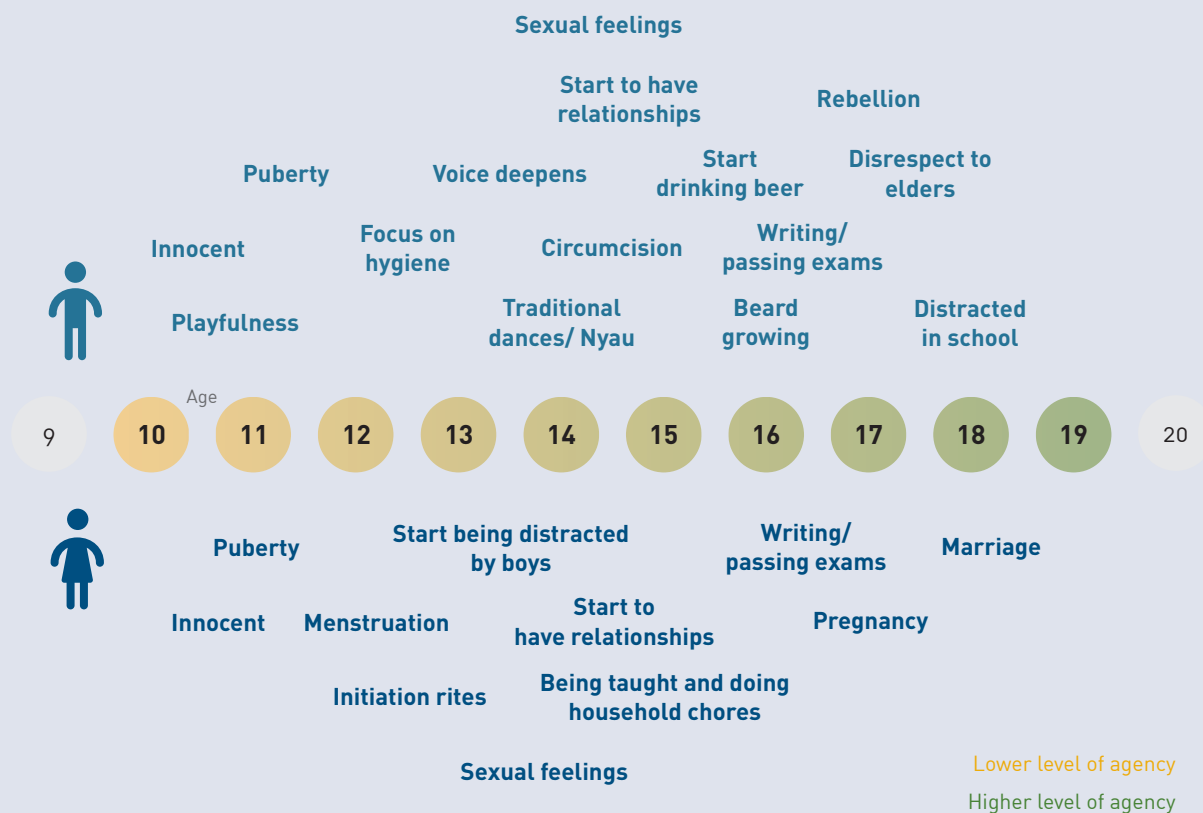 Sexual feelings
Start to have
relationships
Rebellion
Puberty
Voice deepens
Start
drinking beer
Disrespect to
elders
Innocent
Focus on
hygiene
Circumcision
Writing/
passing exams
Playfulness
Traditional
dances/ Nyau
Beard
growing
Distracted
in school
Age
9 10 11 12 13 14 15 16 17 18 19 20
Puberty
Start being distracted
by boys
Writing/
passing exams
Marriage
Innocent
Menstruation
Start to
have relationships
Pregnancy
Initiation rites
Being taught and doing
household chores
Sexual feelings
Lower level of agency
Higher level of agency